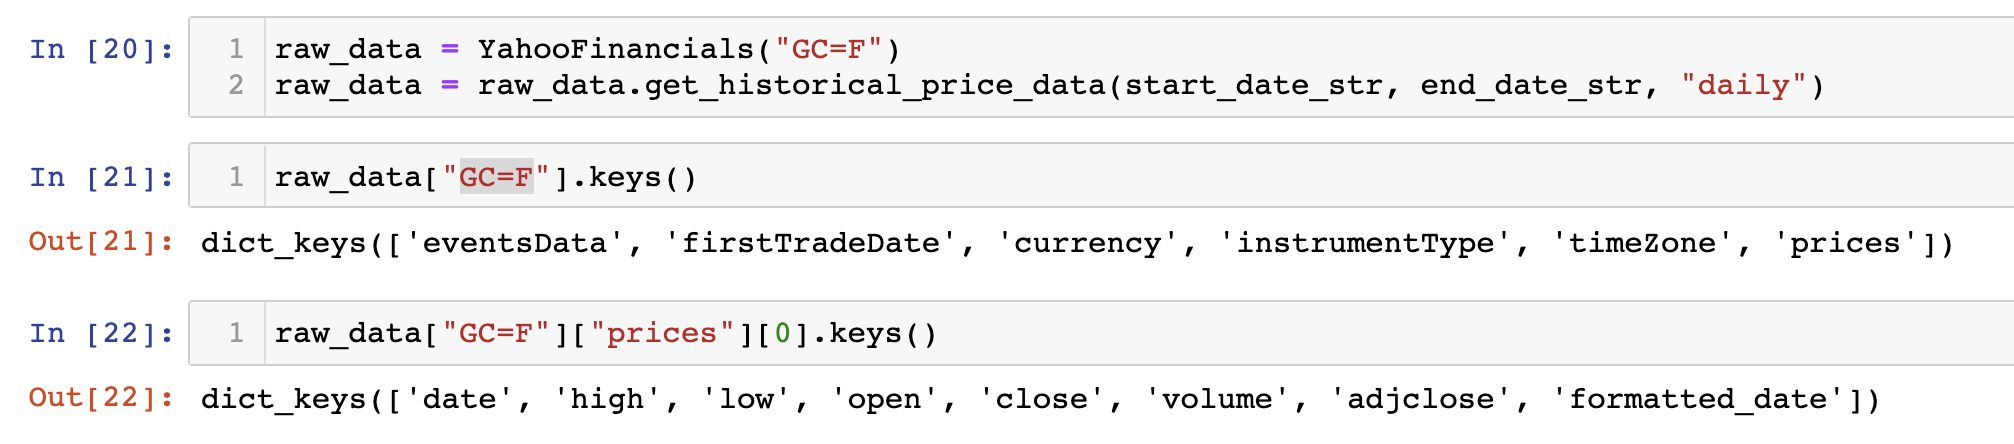 In [20]: 1 raw_data = YahooFinancials("GC=F")
2 raw_data = raw_data.get_historical_price_data(start_date_str, end_date_str, "daily")
In [21]: 1 raw_data["GC=F"].keys()
Out[21]: dict_keys(['eventsData', 'firstTradeDate', 'currency', 'instrumentType', 'timeZone', 'prices'])
In [22]: 1 raw_data["GC=F"]["prices"][0].keys()
Out[22]: dict_keys(['date', 'high', 'low', 'open', 'close', 'volume', 'adjclose', 'formatted_date'])